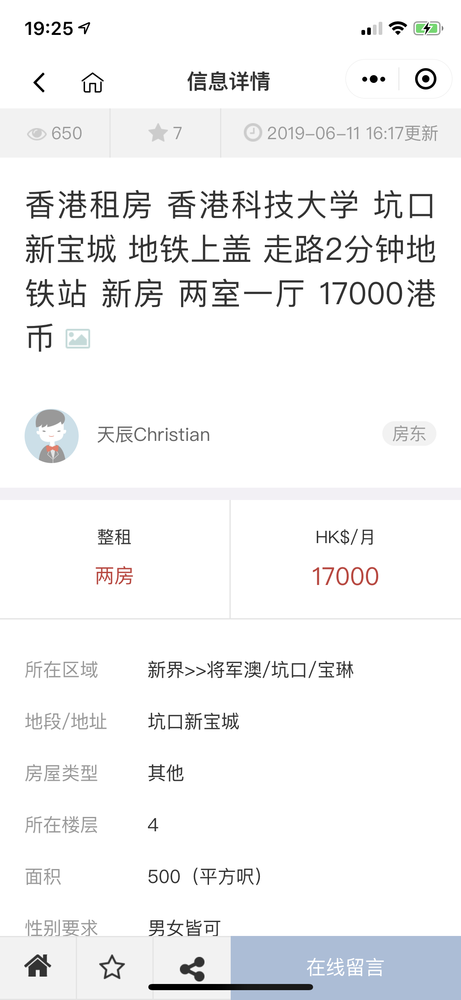 19:25
信息详情
650
7
2019-06-11 16:17更新
香港租房 香港科技大学 坑口
新宝城 地铁上盖 走路2分钟地
铁站 新房 两室一厅 17000港
币
天辰Christian
房东
整租
HK$/月
两房
17000
所在区域 新界>>将军澳/坑口/宝琳
地段/地址 坑口新宝城
房屋类型 其他
所在楼层 4
面积 500（平方呎）
性别要求 男女皆可
在线留言